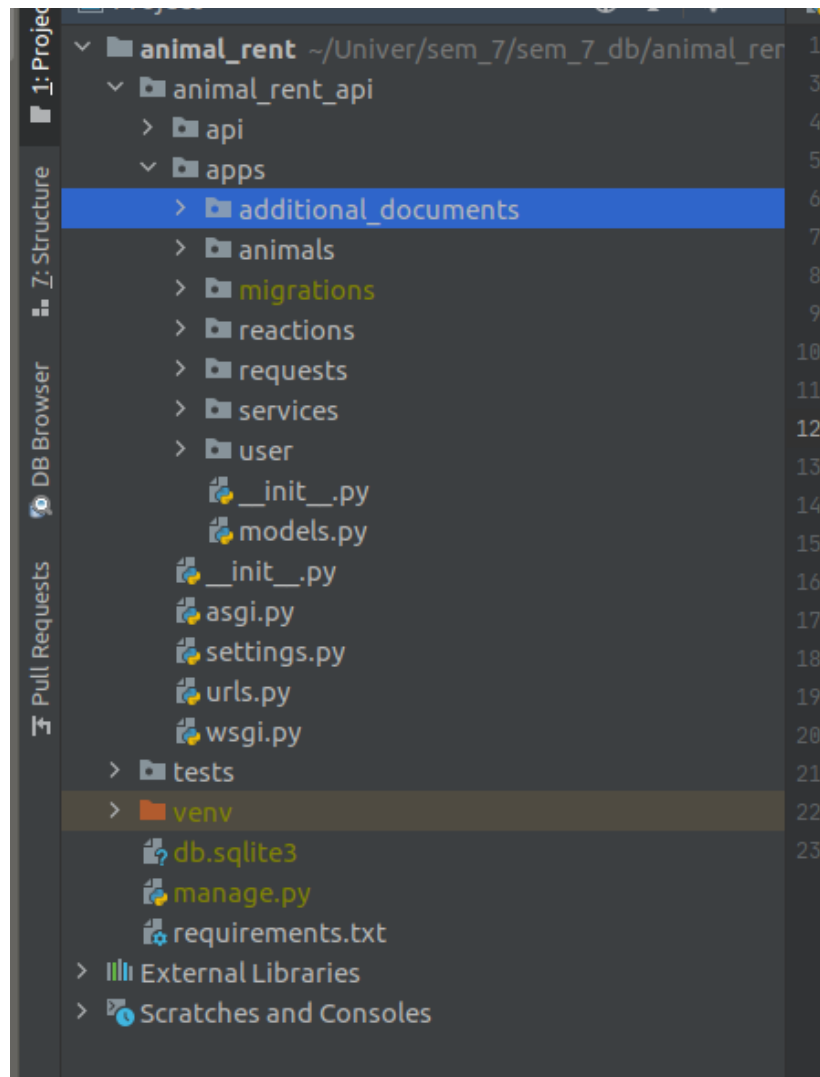 1: Project
7: Structure
DB Browser
Pull Requests
animal_rent ~/Univer/sem_7/sem_7_db/animal_rer
animal_rent_api
api
apps
additional_documents
animals
migrations
reactions
requests
services
user
__init__.py
models.py
__init__.py
asgi.py
settings.py
urls.py
wsgi.py
tests
venv
db.sqlite3
manage.py
requirements.txt
External Libraries
Scratches and Consoles
1
3
4
5
6
7
8
9
10
11
12
13
14
15
16
17
18
19
20
21
22
23